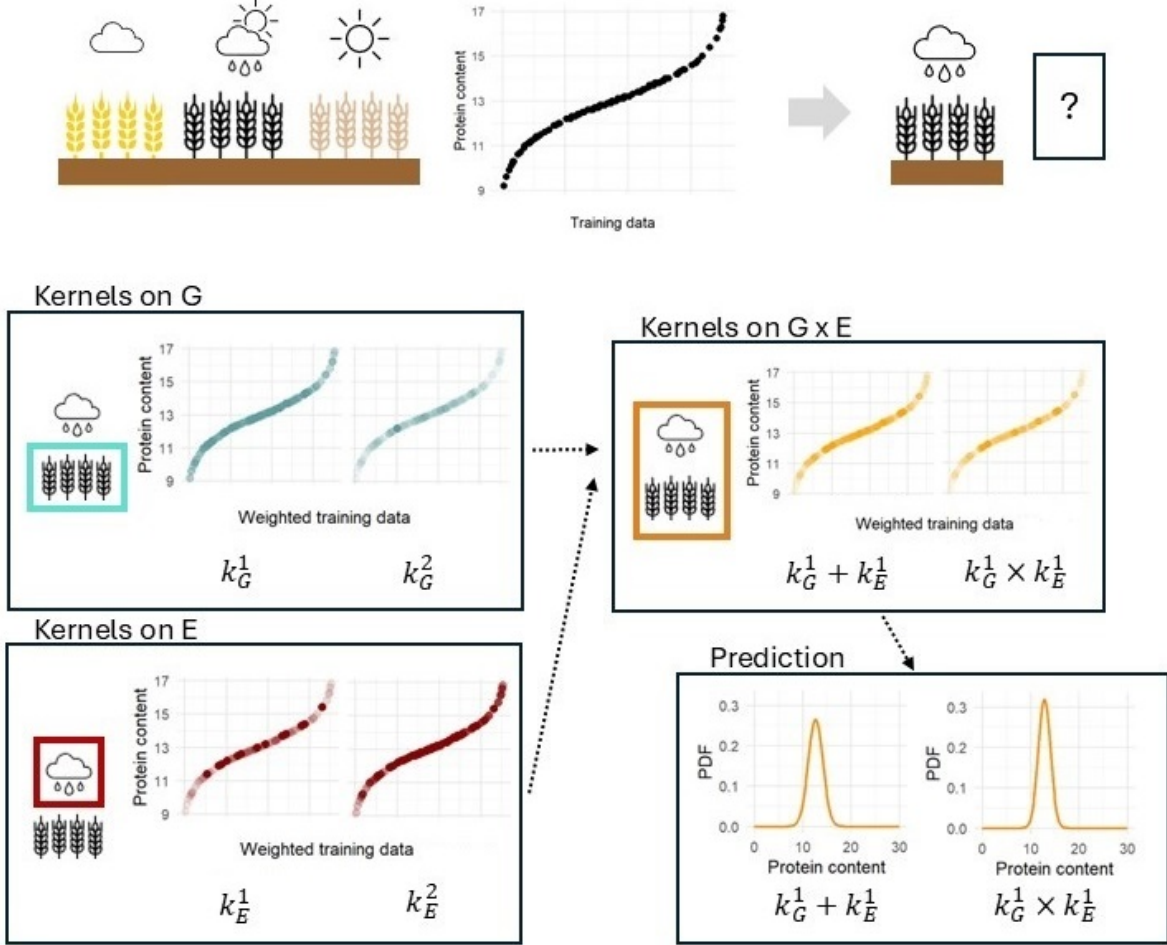 17
15
13
11
9
Protein content
Training data
?
Kernels on G
17
15
13
11
9
Protein content
Weighted training data
k_G^1
k_G^2
Kernels on G x E
17
15
13
11
9
Protein content
Weighted training data
k_G^1 + k_E^1
k_G^1 × k_E^1
Kernels on E
17
15
13
11
9
Protein content
Weighted training data
k_E^1
k_E^2
Prediction
0.3
0.2
0.1
0.0
PDF
0 10 20 30
Protein content
k_G^1 + k_E^1
0.3
0.2
0.1
0.0
PDF
0 10 20 30
Protein content
k_G^1 × k_E^1